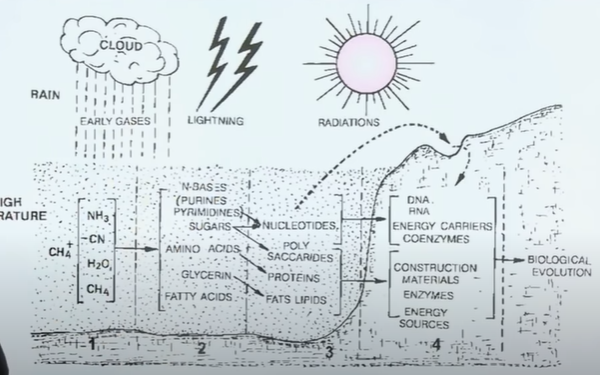 CLOUD
RAIN
EARLY GASES
LIGHTNING
RADIATIONS
IGH
RATURE
CH4
+
NH3
-CN
H2O
CH4
N-BASES
(PURINES
PYRIMIDINES)
SUGARS
AMINO ACIDS
GLYCERIN
FATTY ACIDS
NUCLEOTIDES
POLY
SACCARIDES
PROTEINS
FATS LIPIDS
DNA
RNA
ENERGY CARRIERS
COENZYMES
CONSTRUCTION
MATERIALS
ENZYMES
ENERGY
SOURCES
BIOLOGICAL
EVOLUTION
1
2
3
4